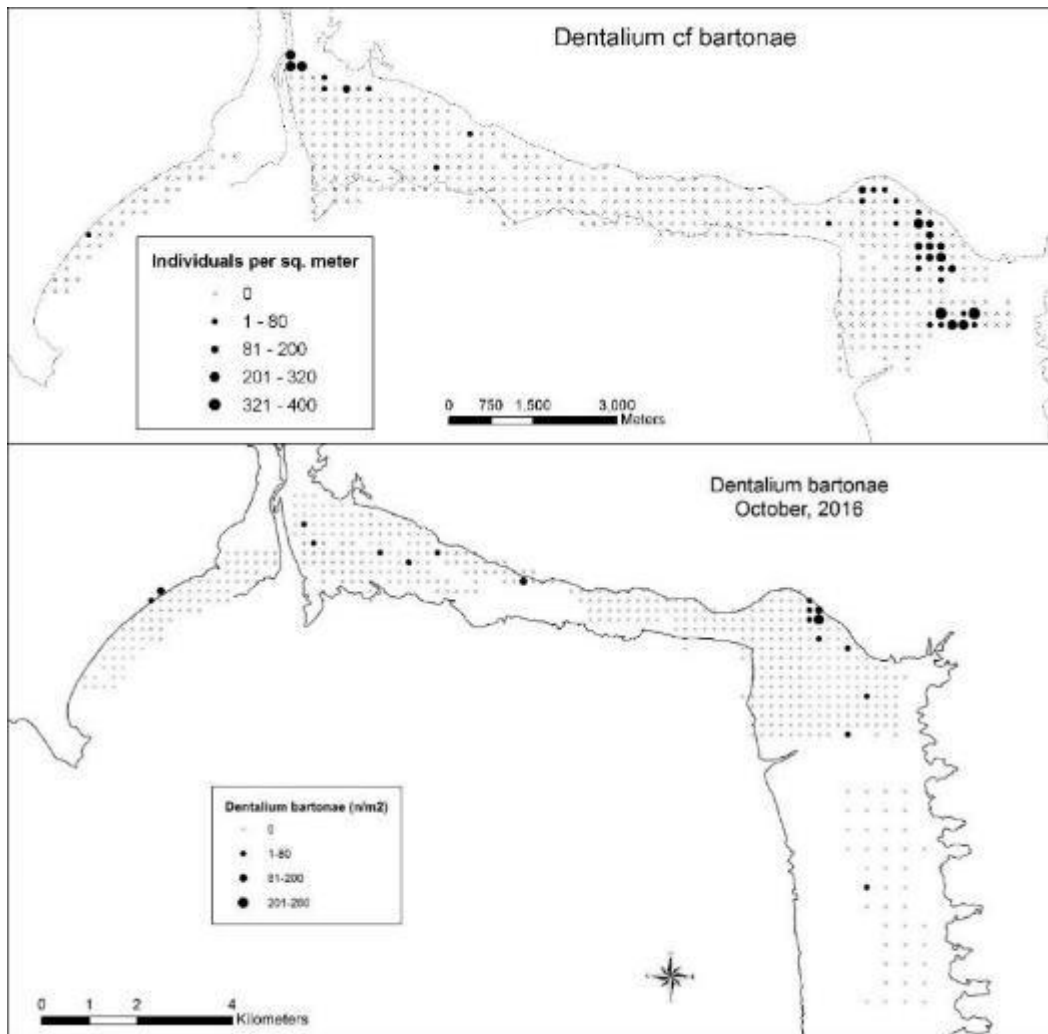 Dentalium cf bartonae
Individuals per sq. meter
0
1 - 80
81 - 200
201 - 320
321 - 400
0 750 1,500 3,000
Meters
Dentalium bartonae
October, 2016
Dentalium bartonae (n/m2)
0
1-80
81-200
201-280
0 1 2 4
Kilometers